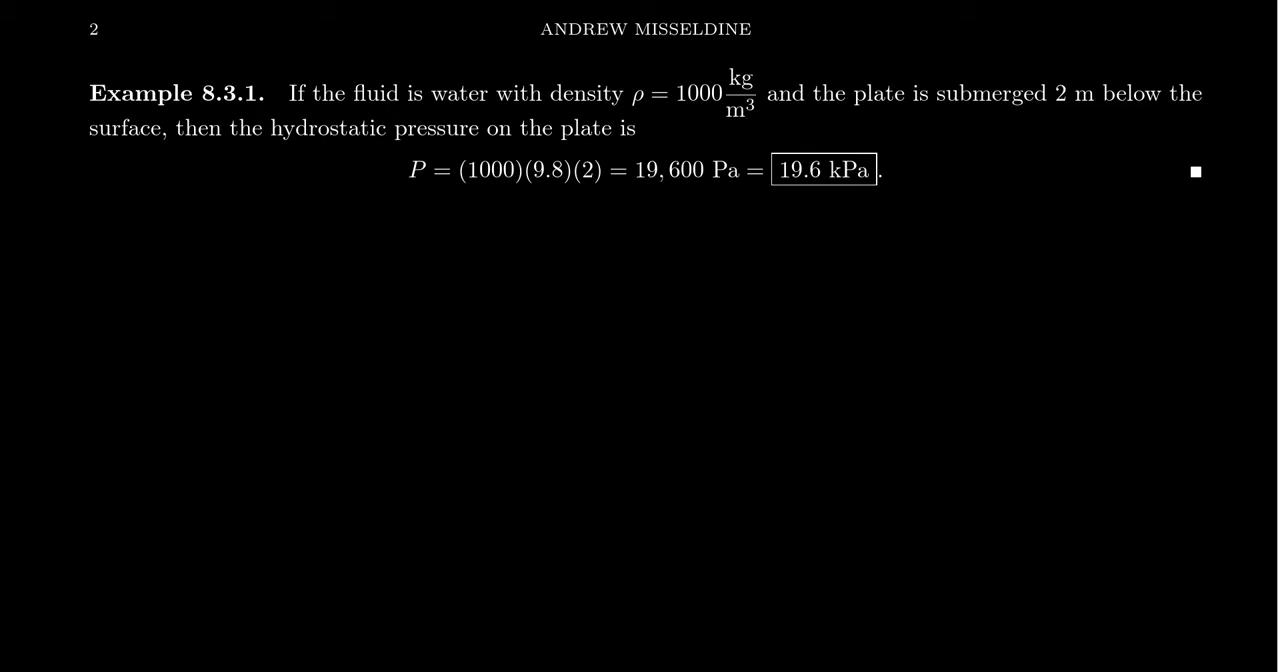 2 ANDREW MISSELDINE
Example 8.3.1. If the fluid is water with density ρ = 1000 kg/m³ and the plate is submerged 2 m below the
surface, then the hydrostatic pressure on the plate is
P = (1000)(9.8)(2) = 19,600 Pa = 19.6 kPa. ■